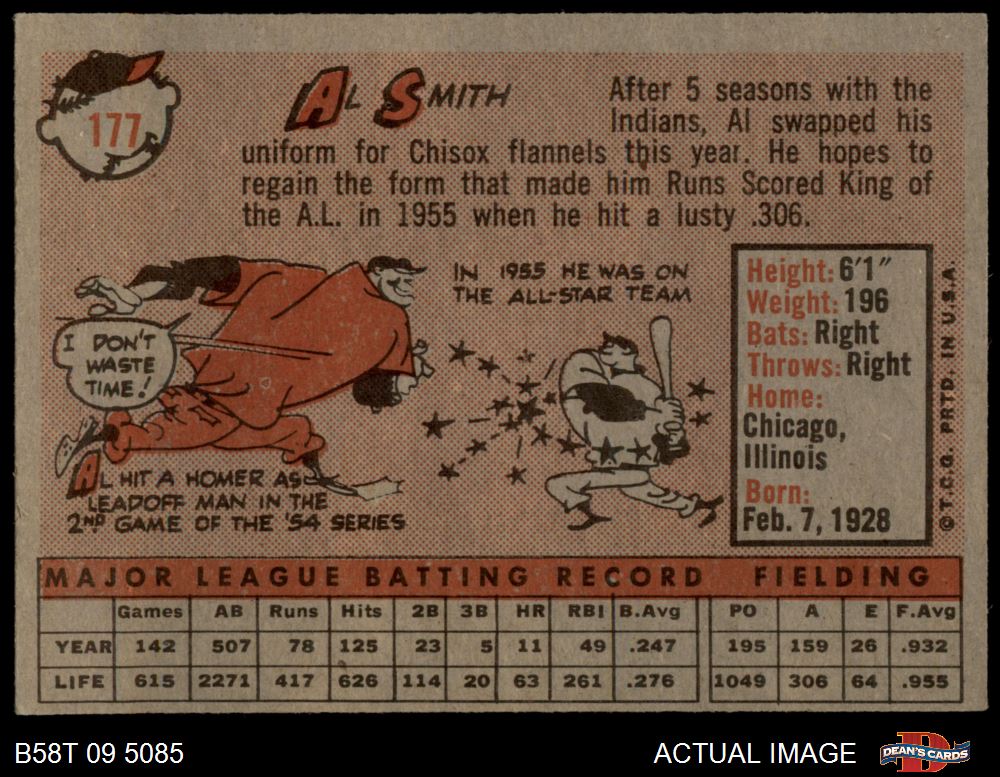 177
AL SMITH
After 5 seasons with the
Indians, Al swapped his
uniform for Chisox flannels this year. He hopes to
regain the form that made him Runs Scored King of
the A.L. in 1955 when he hit a lusty .306.
IN 1955 HE WAS ON
THE ALL-STAR TEAM
I DON'T
WASTE
TIME!
AL HIT A HOMER AS
LEADOFF MAN IN THE
2ND GAME OF THE '54 SERIES
Height: 6'1"
Weight: 196
Bats: Right
Throws: Right
Home:
Chicago,
Illinois
Born:
Feb. 7, 1928
©T.C.G. PRTD. IN U.S.A.
MAJOR LEAGUE BATTING RECORD FIELDING
Games AB Runs Hits 2B 3B HR RBI B.Avg PO A E F.Avg
YEAR 142 507 78 125 23 5 11 49 .247 195 159 26 .932
LIFE 615 2271 417 626 114 20 63 261 .276 1049 306 64 .955
B58T 09 5085
ACTUAL IMAGE
DEAN'S CARDS